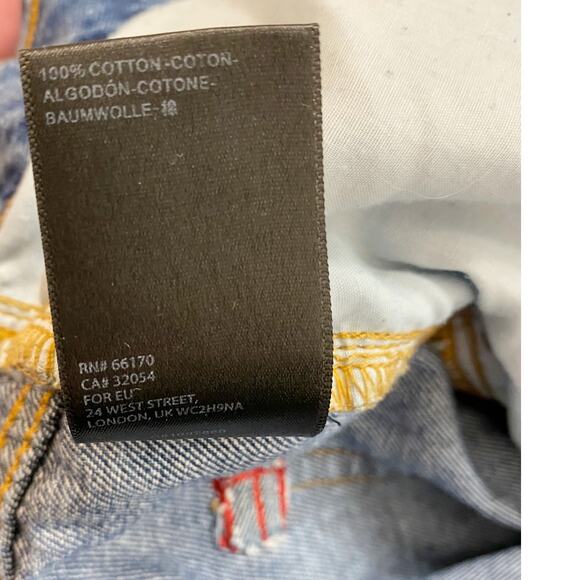 100% COTTON-COTON-
ALGODÓN-COTONE-
BAUMWOLLE-棉
RN# 66170
CA# 32054
FOR EU:
24 WEST STREET,
LONDON, UK WC2H9NA